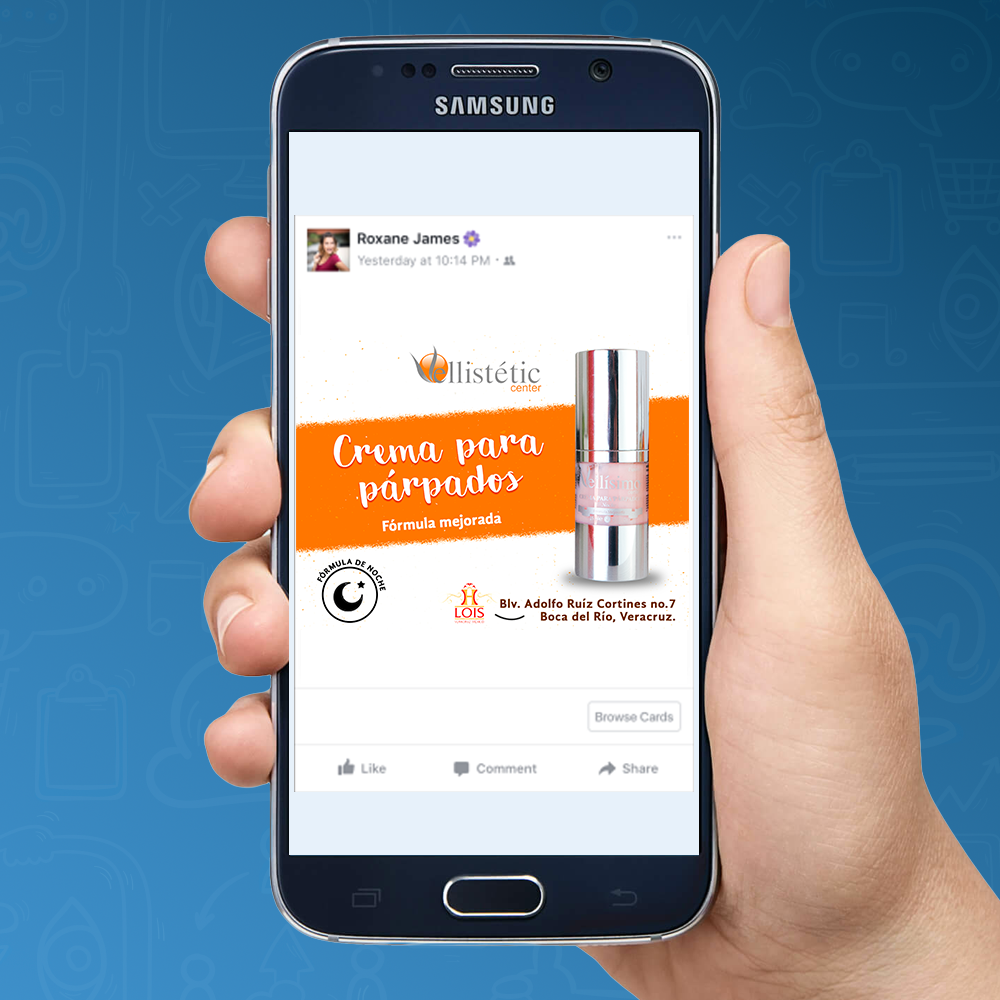 SAMSUNG
Roxane James
Yesterday at 10:14 PM
ellistétic
center
Crema para
párpados
Fórmula mejorada
FÓRMULA DE NOCHE
H
LOIS
Blv. Adolfo Ruíz Cortines no.7
Boca del Río, Veracruz.
Browse Cards
Like
Comment
Share